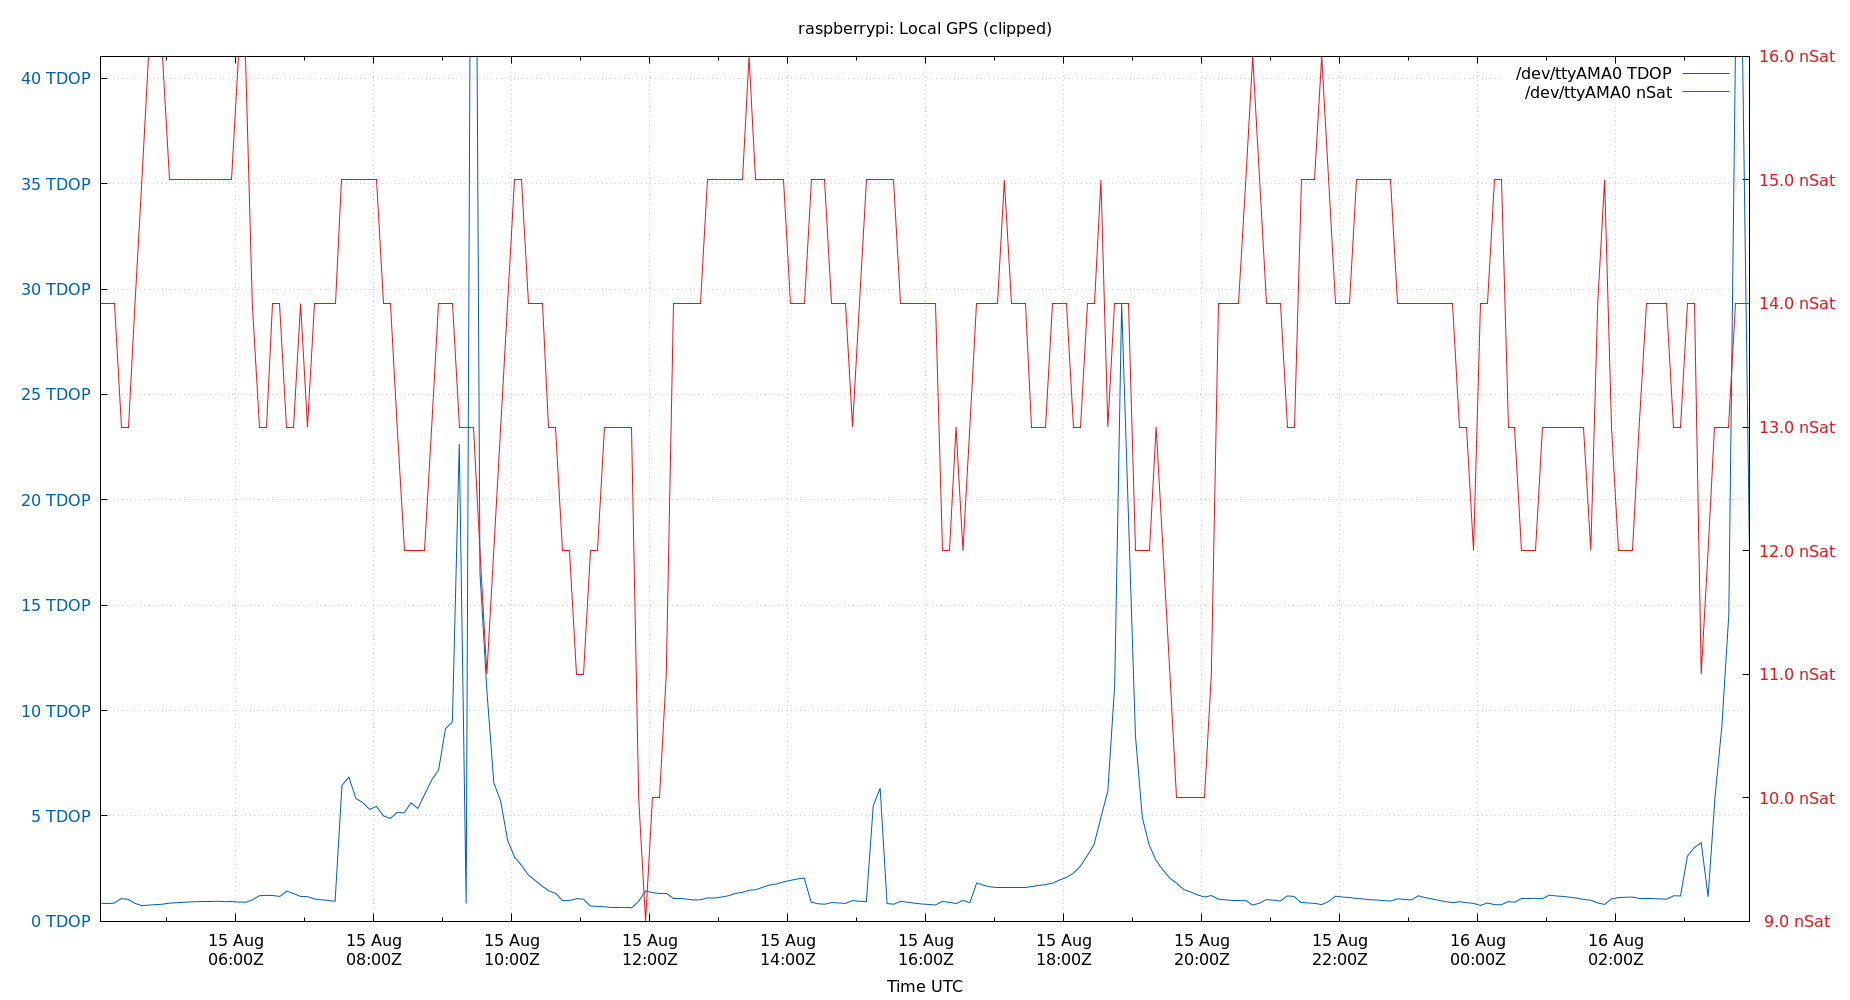 raspberrypi: Local GPS (clipped)
40 TDOP
35 TDOP
30 TDOP
25 TDOP
20 TDOP
15 TDOP
10 TDOP
5 TDOP
0 TDOP
/dev/ttyAMA0 TDOP
/dev/ttyAMA0 nSat
16.0 nSat
15.0 nSat
14.0 nSat
13.0 nSat
12.0 nSat
11.0 nSat
10.0 nSat
9.0 nSat
15 Aug
06:00Z
15 Aug
08:00Z
15 Aug
10:00Z
15 Aug
12:00Z
15 Aug
14:00Z
15 Aug
16:00Z
15 Aug
18:00Z
15 Aug
20:00Z
15 Aug
22:00Z
16 Aug
00:00Z
16 Aug
02:00Z
Time UTC